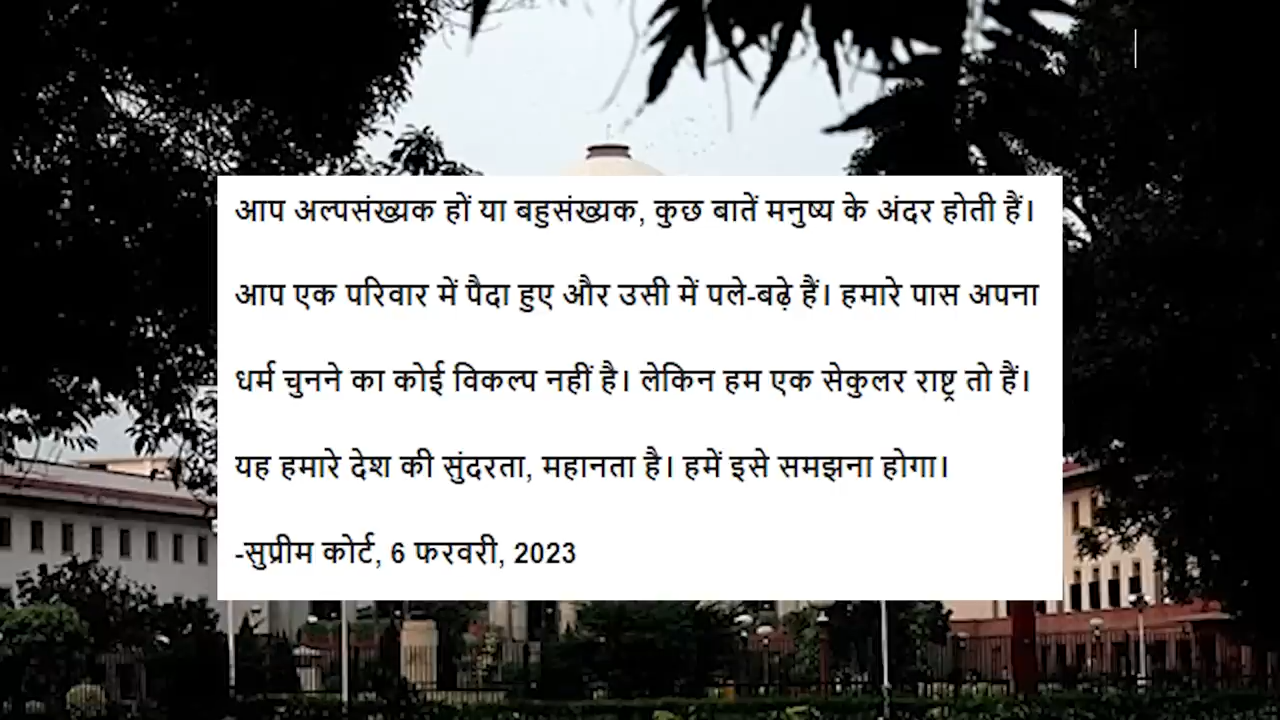 आप अल्पसंख्यक हों या बहुसंख्यक, कुछ बातें मनुष्य के अंदर होती हैं।
आप एक परिवार में पैदा हुए और उसी में पले-बढ़े हैं। हमारे पास अपना
धर्म चुनने का कोई विकल्प नहीं है। लेकिन हम एक सेकुलर राष्ट्र तो हैं।
यह हमारे देश की सुंदरता, महानता है। हमें इसे समझना होगा।
-सुप्रीम कोर्ट, 6 फरवरी, 2023